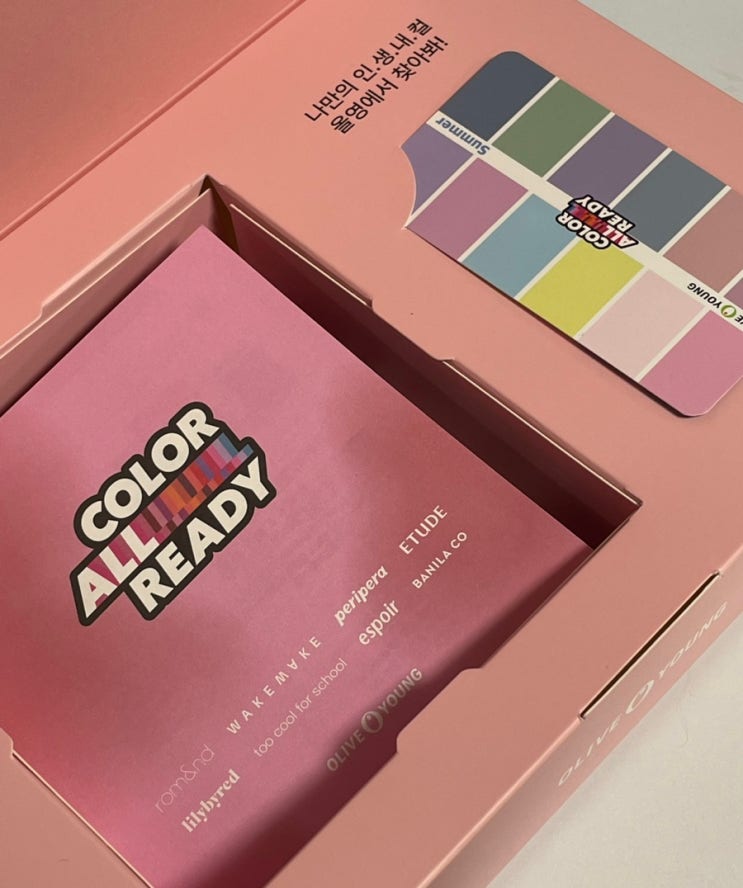 나만의 인.생.내.컬
올영에서 찾아봐!
Summer
COLOR
ALL
READY
OLIVE YOUNG
COLOR
ALL
READY
ETUDE
peripera
BANILA CO
WAKEMAKE
espoir
too cool for school
rom&nd
lilybyred
OLIVE YOUNG
OLIVE YOUNG